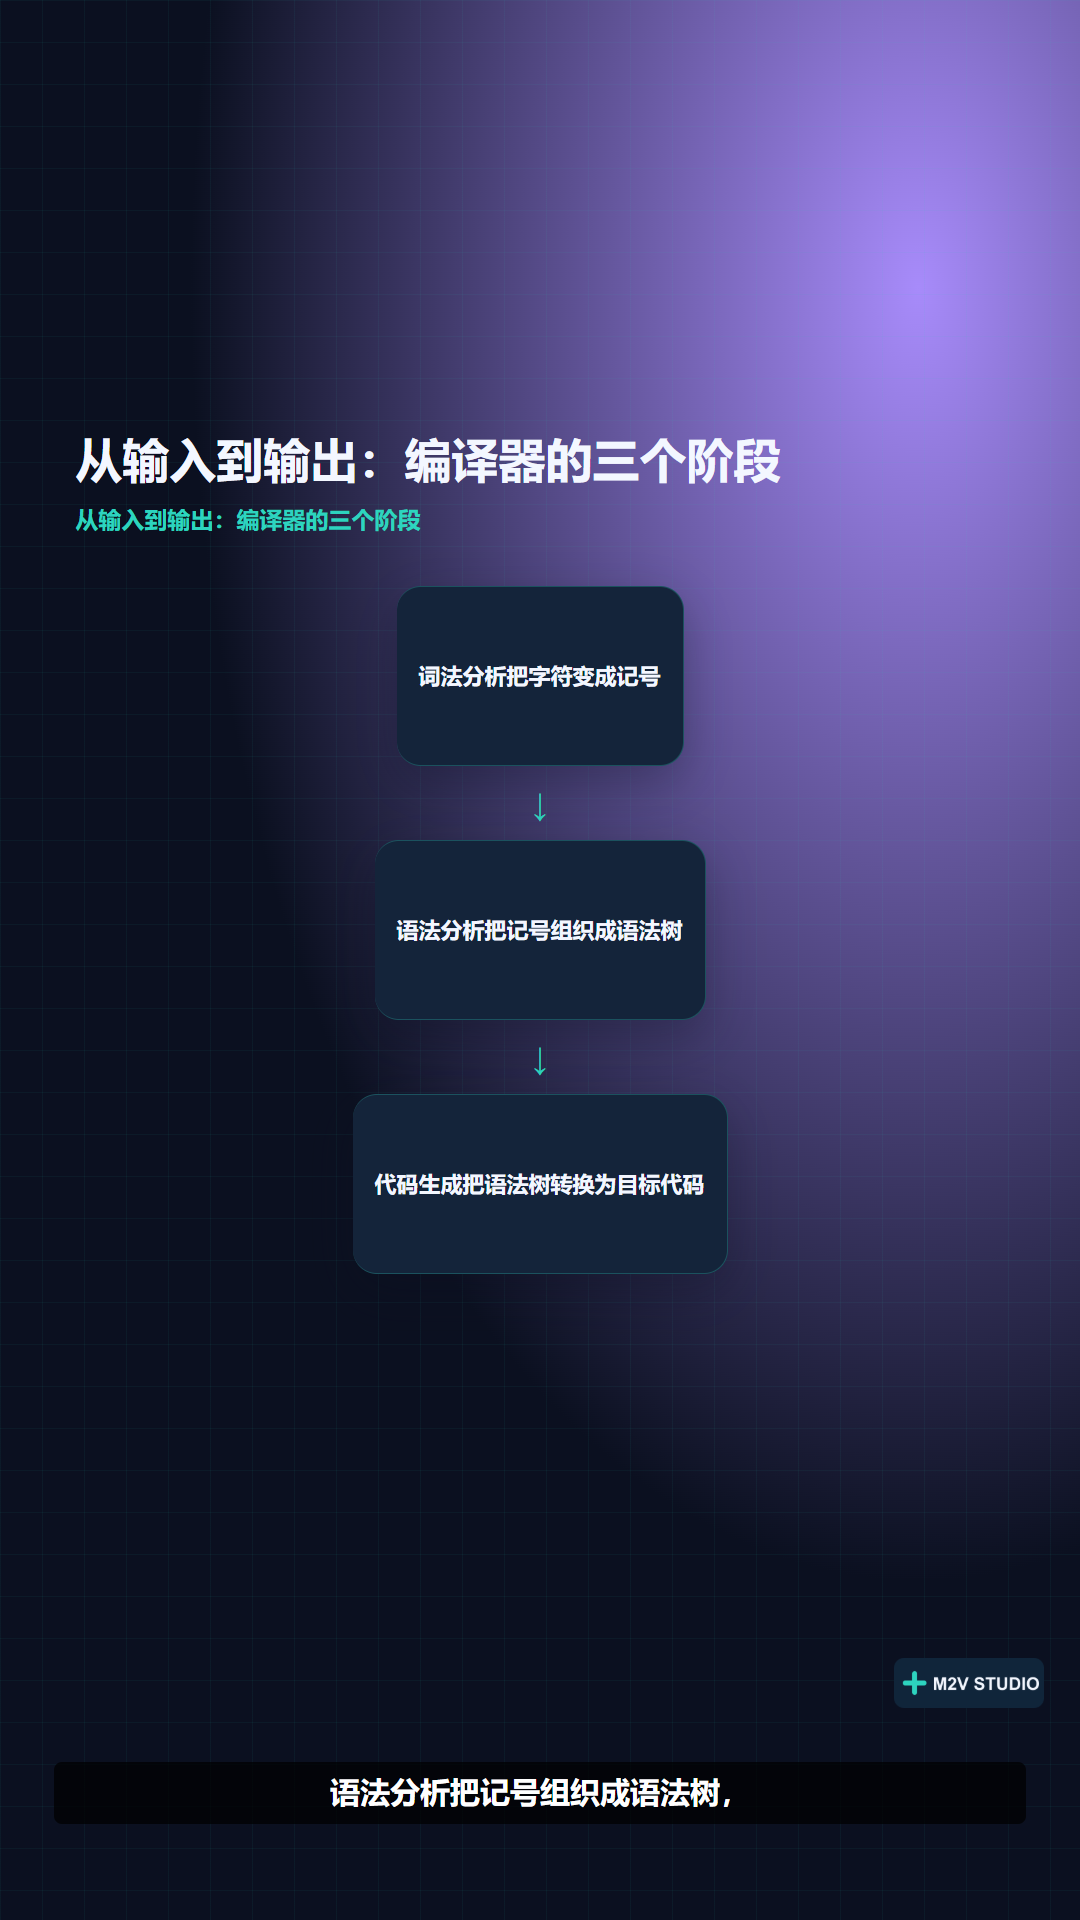 从输入到输出：编译器的三个阶段
从输入到输出：编译器的三个阶段
词法分析把字符变成记号
↓
语法分析把记号组织成语法树
↓
代码生成把语法树转换为目标代码
M2V STUDIO
语法分析把记号组织成语法树，